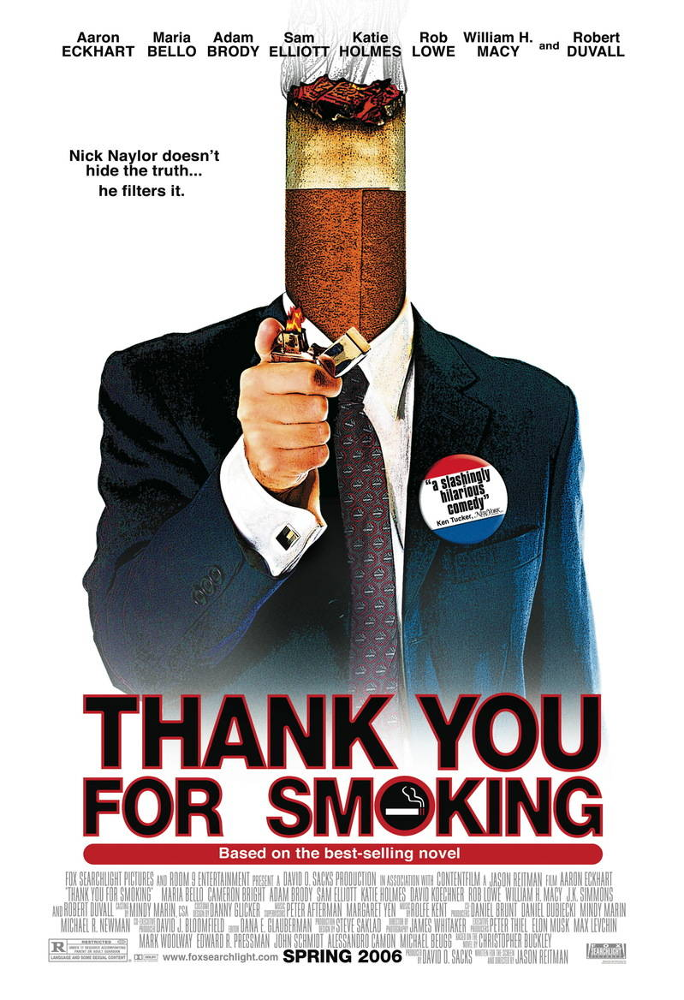 Aaron ECKHART Maria BELLO Adam BRODY Sam ELLIOTT Katie HOLMES Rob LOWE William H. MACY and Robert DUVALL
Nick Naylor doesn't
hide the truth...
he filters it.
"a slashingly
hilarious
comedy"
Ken Tucker, NEW YORK
THANK YOU
FOR SMOKING
Based on the best-selling novel
FOX SEARCHLIGHT PICTURES AND ROOM 9 ENTERTAINMENT PRESENT A DAVID O. SACKS PRODUCTION IN ASSOCIATION WITH CONTENTFILM A JASON REITMAN FILM AARON ECKHART
"THANK YOU FOR SMOKING" MARIA BELLO CAMERON BRIGHT ADAM BRODY SAM ELLIOTT KATIE HOLMES DAVID KOECHNER ROB LOWE WILLIAM H. MACY J.K. SIMMONS
AND ROBERT DUVALL CASTING BY MINDY MARIN, CSA COSTUME DESIGN BY DANNY GLICKER MUSIC SUPERVISORS PETER AFTERMAN MARGARET YEN MUSIC BY ROLFE KENT PRODUCERS DANIEL BRUNT DANIEL DUBIECKI MINDY MARIN
MICHAEL R. NEWMAN CO-EXECUTIVE PRODUCER DAVID J. BLOOMFIELD EDITOR DANA E. GLAUBERMAN PRODUCTION DESIGN BY STEVE SAKLAD DIRECTOR OF PHOTOGRAPHY JAMES WHITAKER EXECUTIVE PRODUCERS PETER THIEL ELON MUSK MAX LEVCHIN
MARK WOOLWAY EDWARD R. PRESSMAN JOHN SCHMIDT ALESSANDRO CAMON MICHAEL BEUGG BASED ON THE NOVEL BY CHRISTOPHER BUCKLEY
R RESTRICTED
UNDER 17 REQUIRES ACCOMPANYING
PARENT OR ADULT GUARDIAN
LANGUAGE AND SOME SEXUAL CONTENT
DOLBY www.foxsearchlight.com SPRING 2006 PRODUCED BY DAVID O. SACKS WRITTEN FOR THE SCREEN AND DIRECTED BY JASON REITMAN
FOX
SEARCHLIGHT